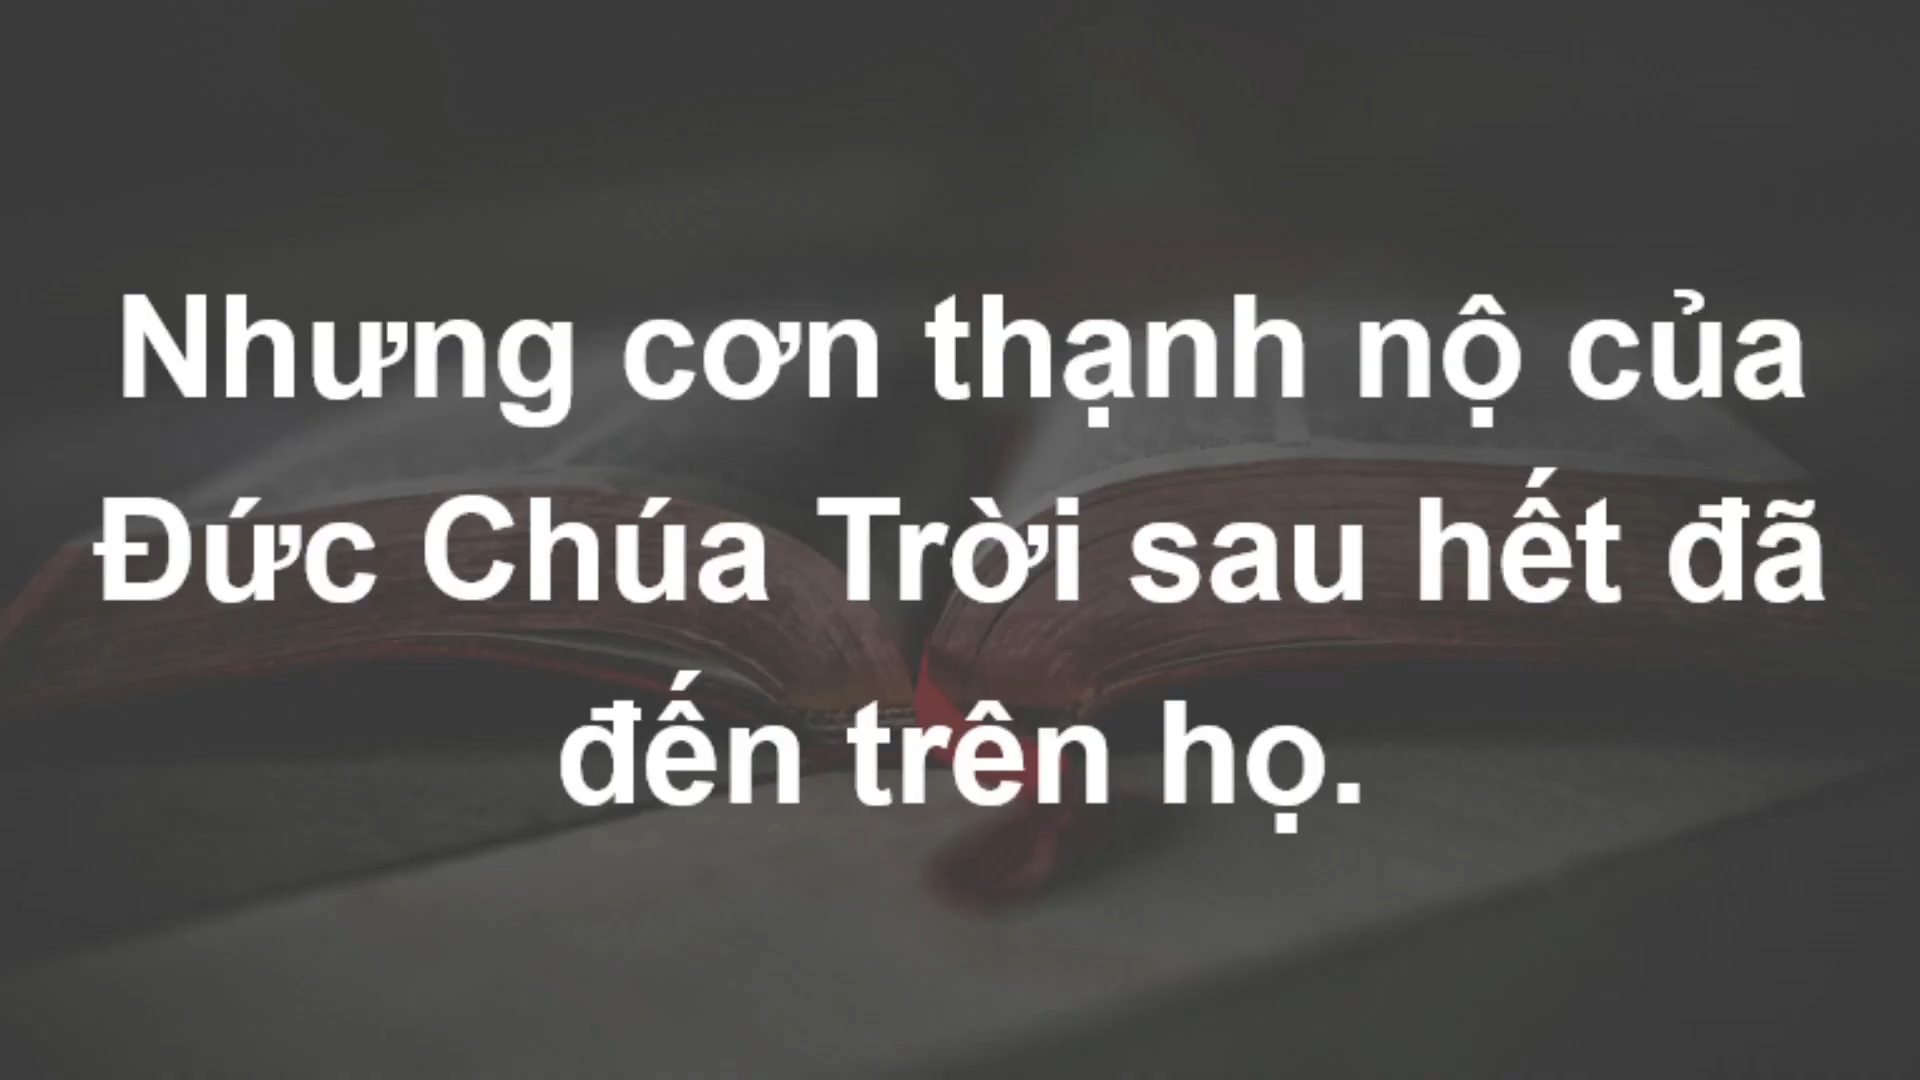 Nhưng cơn thạnh nộ của
Đức Chúa Trời sau hết đã
đến trên họ.